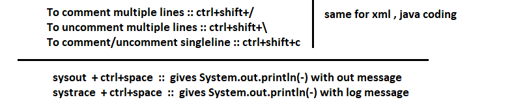 To comment multiple lines :: ctrl+shift+/
To uncomment multiple lines :: ctrl+shift+\
To comment/uncomment singleline :: ctrl+shift+c
same for xml , java coding
sysout + ctrl+space :: gives System.out.println(-) with out message
systrace + ctrl+space :: gives System.out.println(-) with log message